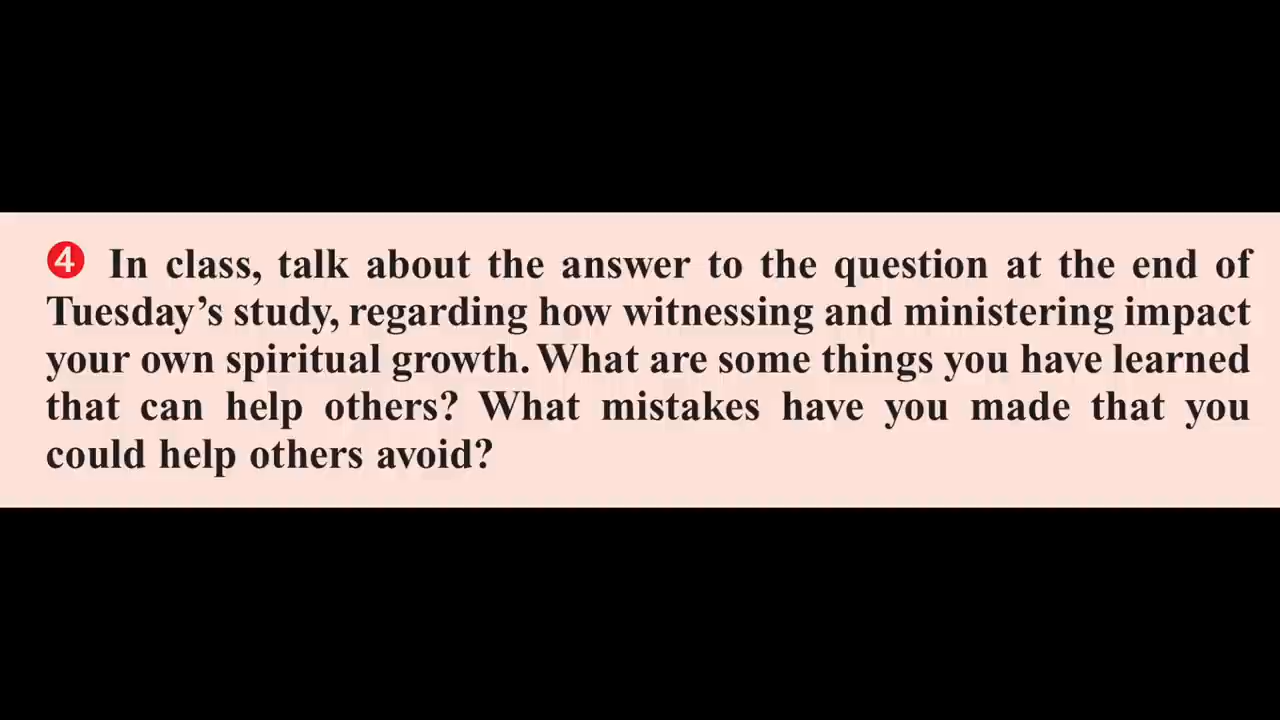 4 In class, talk about the answer to the question at the end of
Tuesday’s study, regarding how witnessing and ministering impact
your own spiritual growth. What are some things you have learned
that can help others? What mistakes have you made that you
could help others avoid?